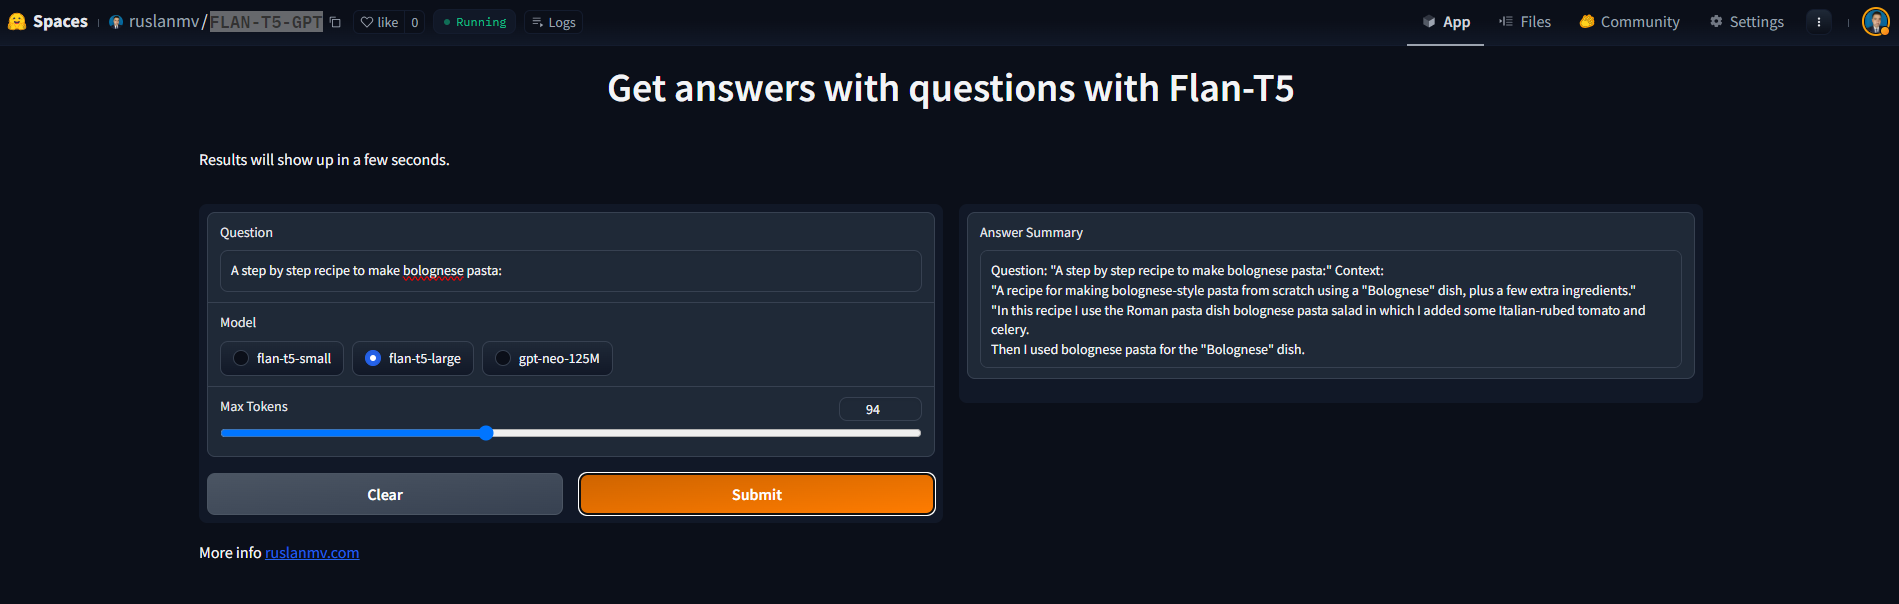 Spaces ruslanmv/FLAN-T5-GPT like 0 Running Logs App Files Community Settings
Get answers with questions with Flan-T5
Results will show up in a few seconds.
Question
A step by step recipe to make bolognese pasta:
Model
flan-t5-small flan-t5-large gpt-neo-125M
Max Tokens 94
Clear Submit
Answer Summary
Question: "A step by step recipe to make bolognese pasta:" Context:
"A recipe for making bolognese-style pasta from scratch using a "Bolognese" dish, plus a few extra ingredients."
"In this recipe I use the Roman pasta dish bolognese pasta salad in which I added some Italian-rubed tomato and
celery.
Then I used bolognese pasta for the "Bolognese" dish.
More info ruslanmv.com